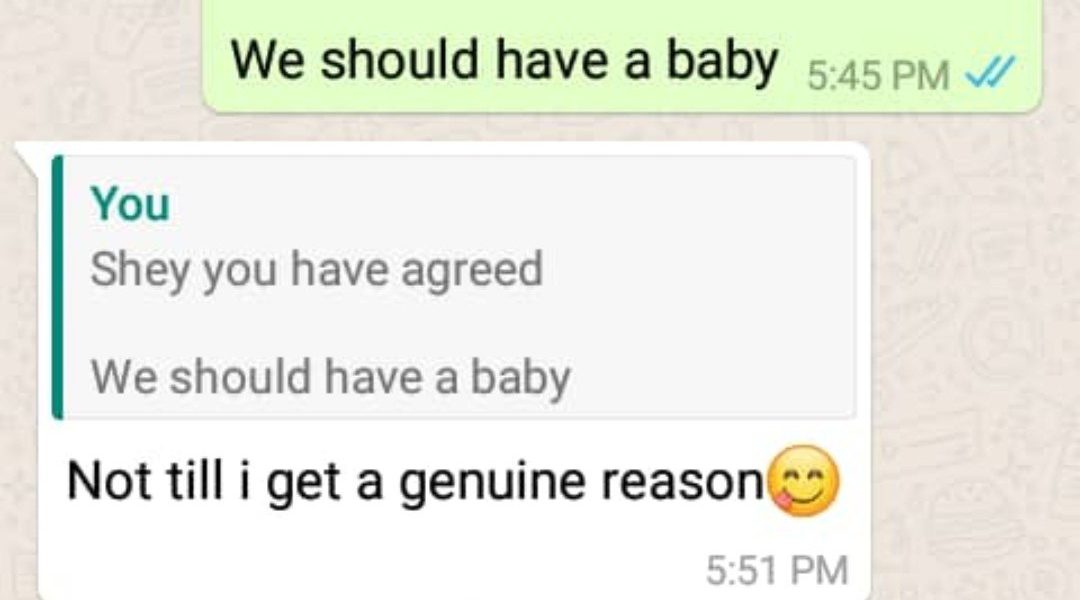 We should have a baby 5:45 PM
You
Shey you have agreed
We should have a baby
Not till i get a genuine reason😋
5:51 PM